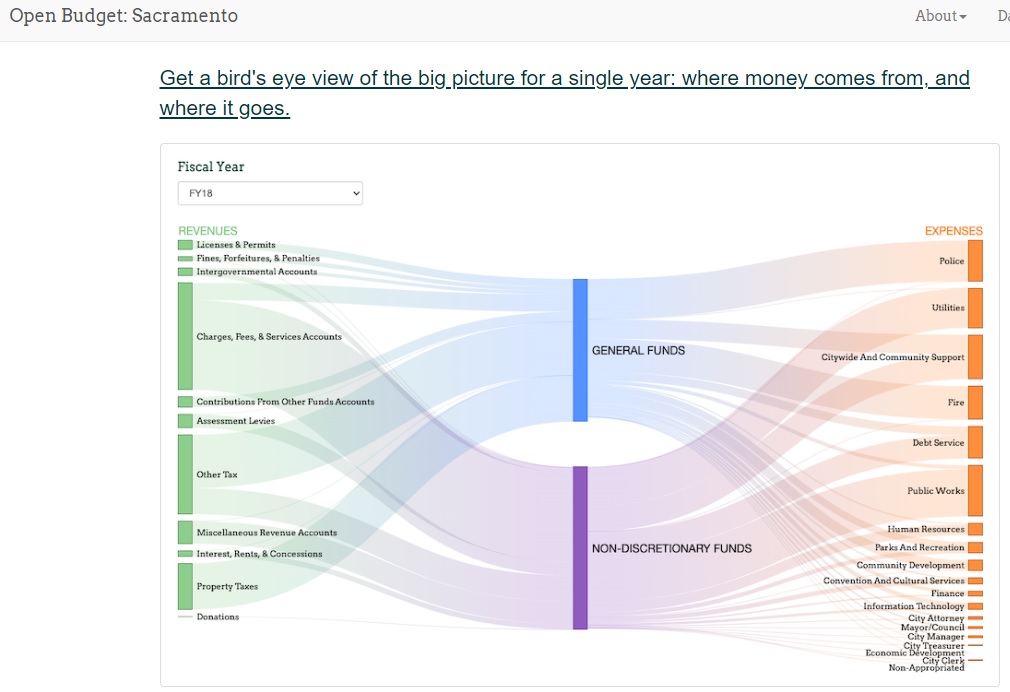 Open Budget: Sacramento
About
Da
Get a bird's eye view of the big picture for a single year: where money comes from, and
where it goes.
Fiscal Year
FY18
REVENUES
EXPENSES
Licenses & Permits
Fines, Forfeitures, & Penalties
Intergovernmental Accounts
Charges, Fees, & Services Accounts
Contributions From Other Funds Accounts
Assessment Levies
Other Tax
Miscellaneous Revenue Accounts
Interest, Rents, & Concessions
Property Taxes
Donations
GENERAL FUNDS
NON-DISCRETIONARY FUNDS
Police
Utilities
Citywide And Community Support
Fire
Debt Service
Public Works
Human Resources
Parks And Recreation
Community Development
Convention And Cultural Services
Finance
Information Technology
City Attorney
Mayor/Council
City Manager
City Treasurer
Economic Development
City Clerk
Non-Appropriated